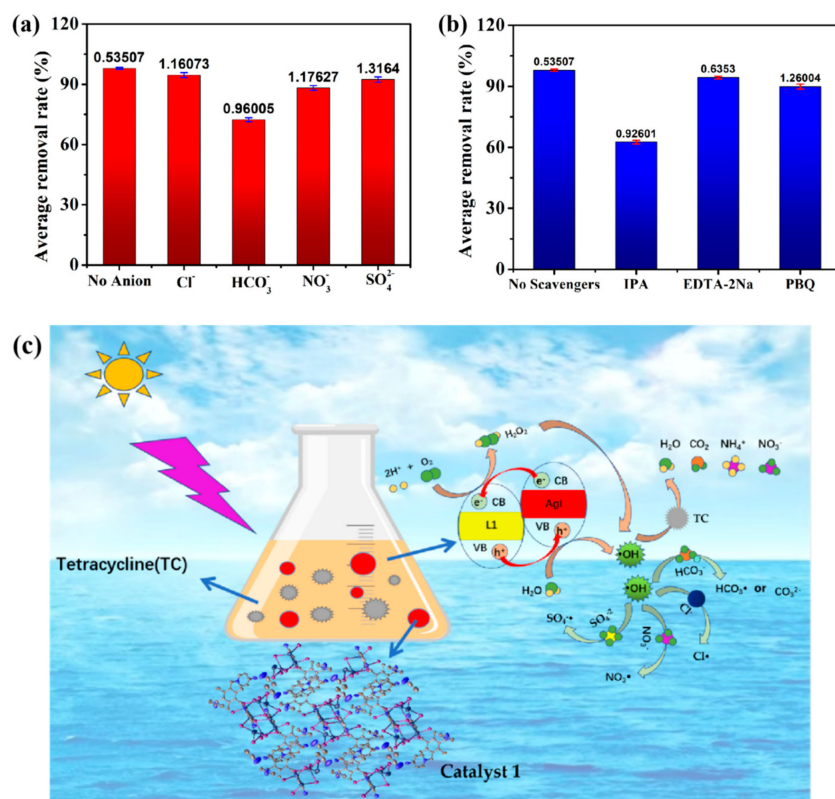 (a)
Average removal rate (%)
120
90
60
30
0
0.53507
1.16073
0.96005
1.17627
1.3164
No Anion
Cl⁻
HCO₃⁻
NO₃⁻
SO₄²⁻
(b)
Average removal rate (%)
120
90
60
30
0
0.53507
0.92601
0.6353
1.26004
No Scavengers
IPA
EDTA-2Na
PBQ
(c)
Tetracycline(TC)
2H⁺ + O₂
H₂O₂
e⁻ CB
e⁻ CB
L1
AgI
VB
h⁺
VB h⁺
H₂O
H₂O CO₂ NH₄⁺ NO₃⁻
TC
•OH
•OH
HCO₃⁻
HCO₃• or CO₃²⁻
Cl⁻
Cl•
SO₄⁻²
SO₄⁻•
NO₃⁻
NO₃•
Catalyst 1